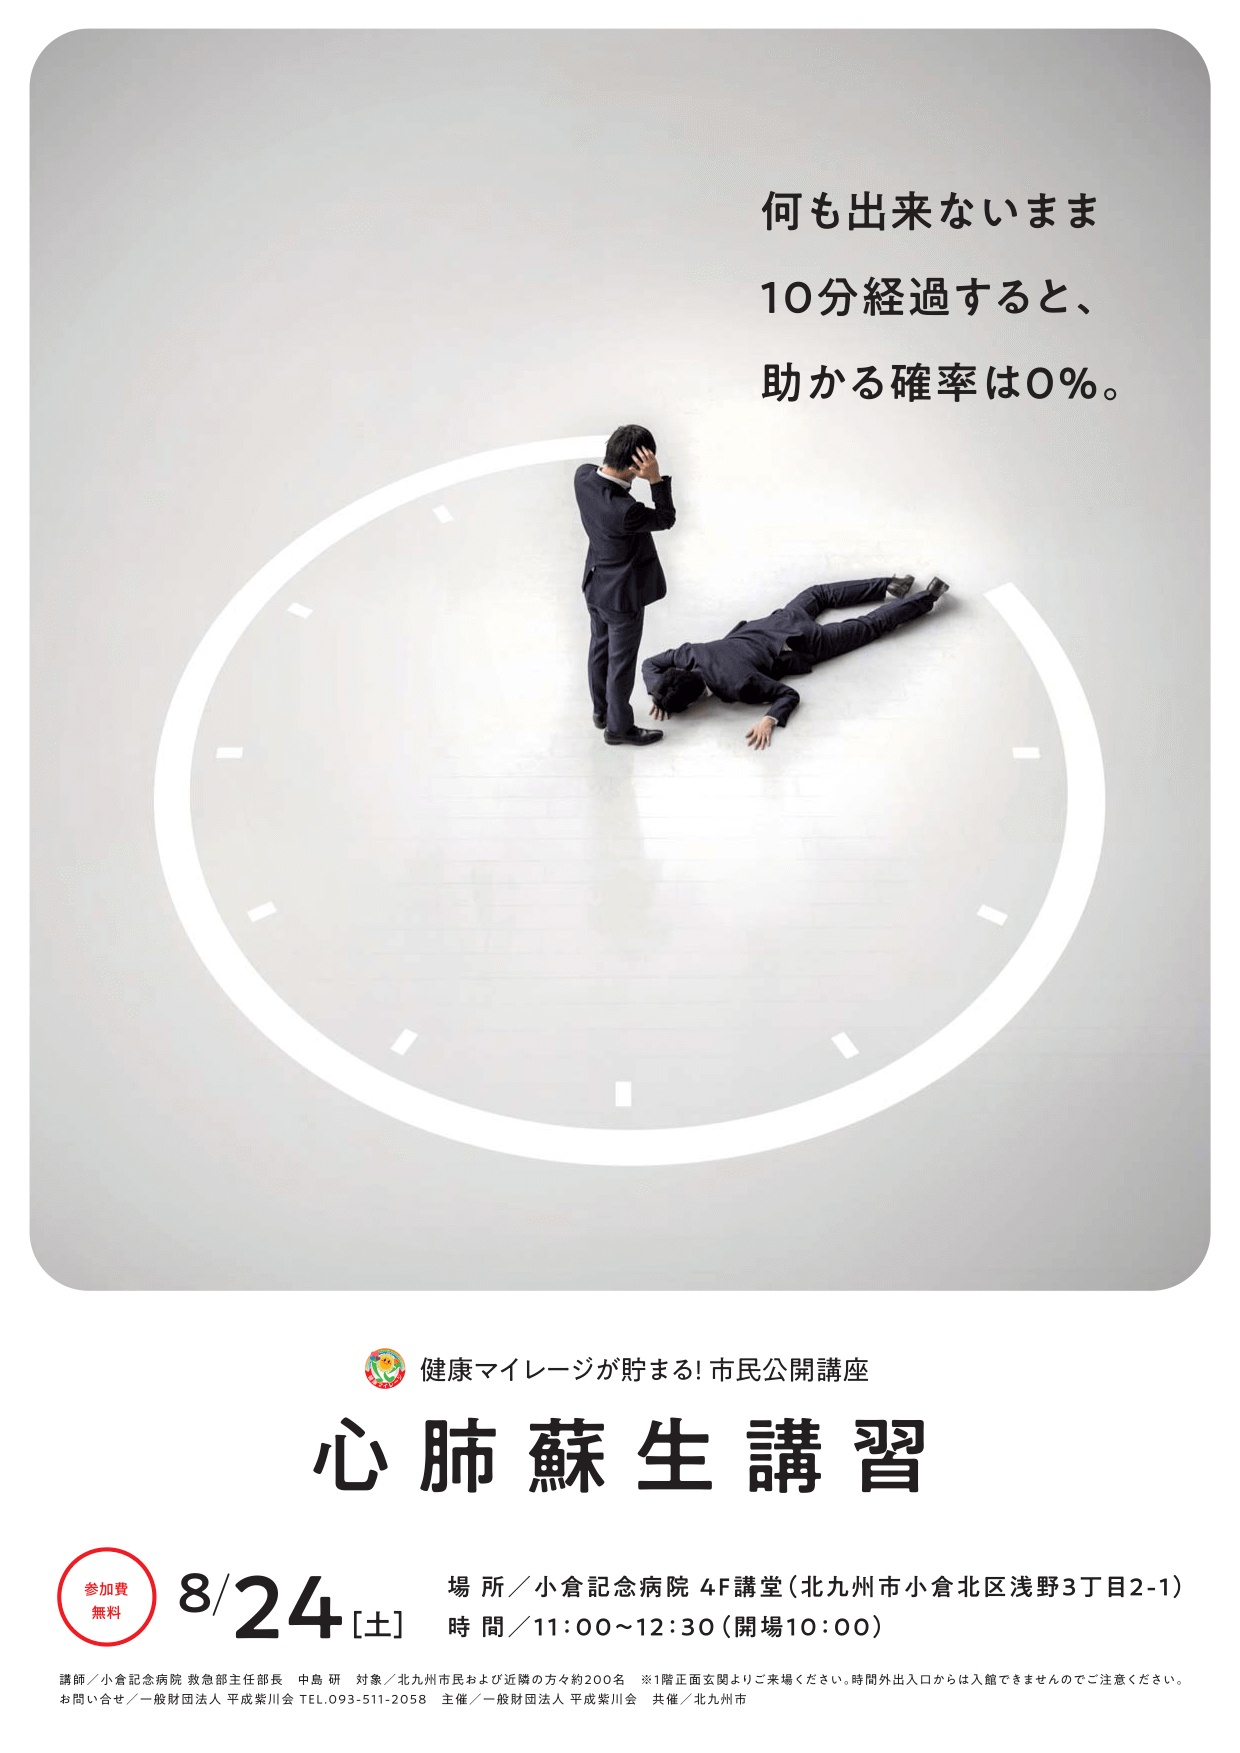 何も出来ないまま
10分経過すると、
助かる確率は0%。
健康マイレージが貯まる! 市民公開講座
心肺蘇生講習
参加費
無料
8/24[土]
場 所／小倉記念病院 4F講堂(北九州市小倉北区浅野3丁目2-1)
時 間／11:00~12:30(開場10:00)
講師／小倉記念病院 救急部主任部長 中島 研 対象／北九州市民および近隣の方々約200名 ※1階正面玄関よりご来場ください。時間外出入口からは入館できませんのでご注意ください。
お問い合せ／一般財団法人 平成紫川会 TEL.093-511-2058 主催／一般財団法人 平成紫川会 共催／北九州市